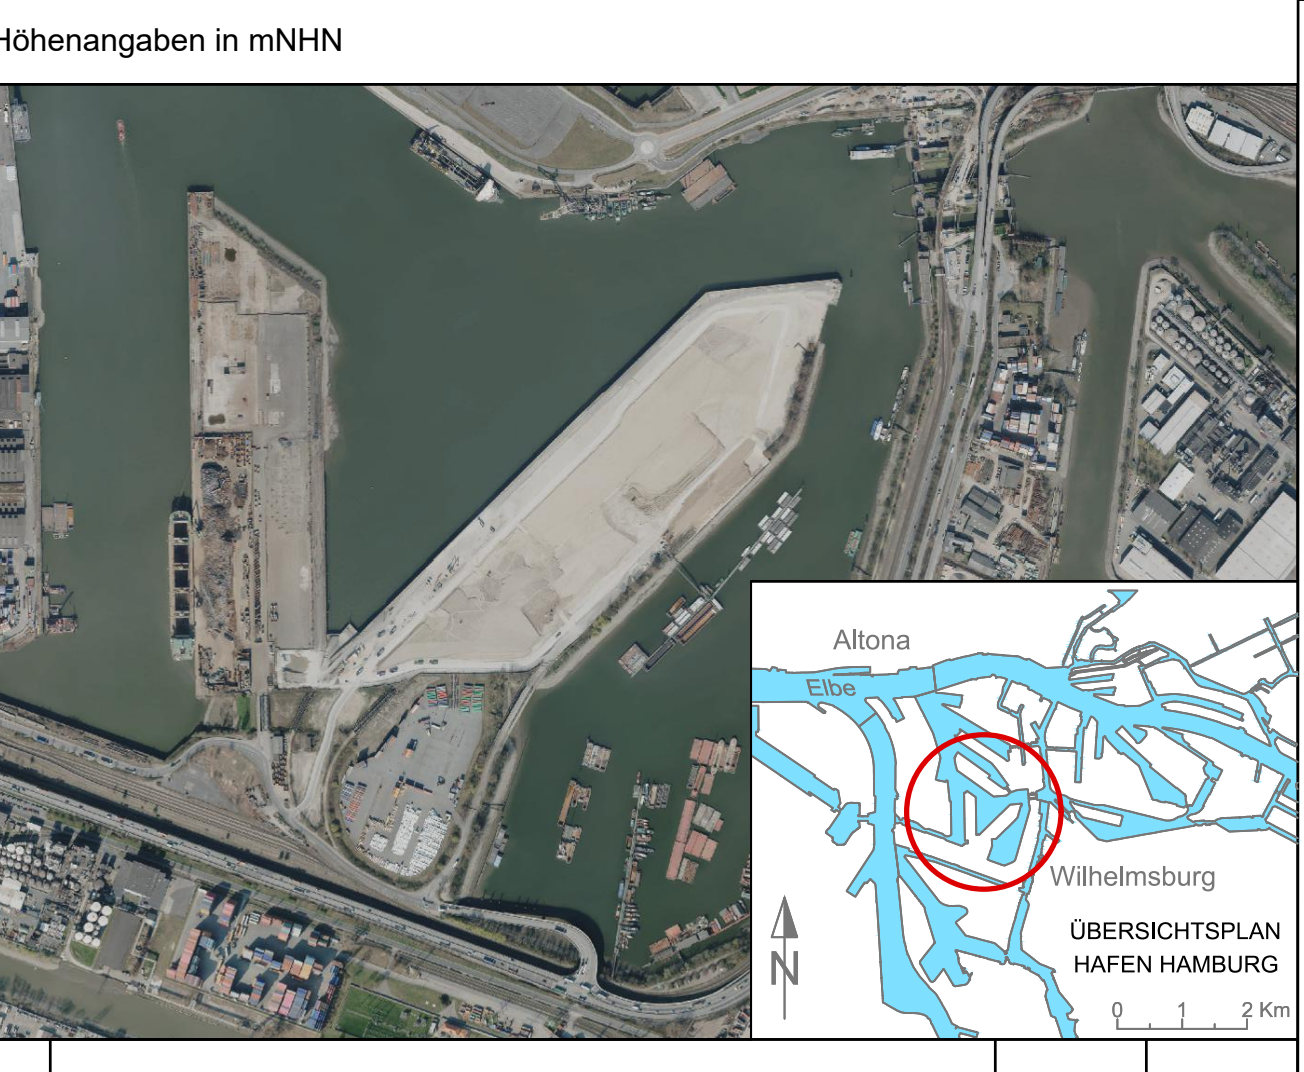 Höhenangaben in mNHN
Altona
Elbe
Wilhelmsburg
ÜBERSICHTSPLAN
HAFEN HAMBURG
N
0 1 2 Km